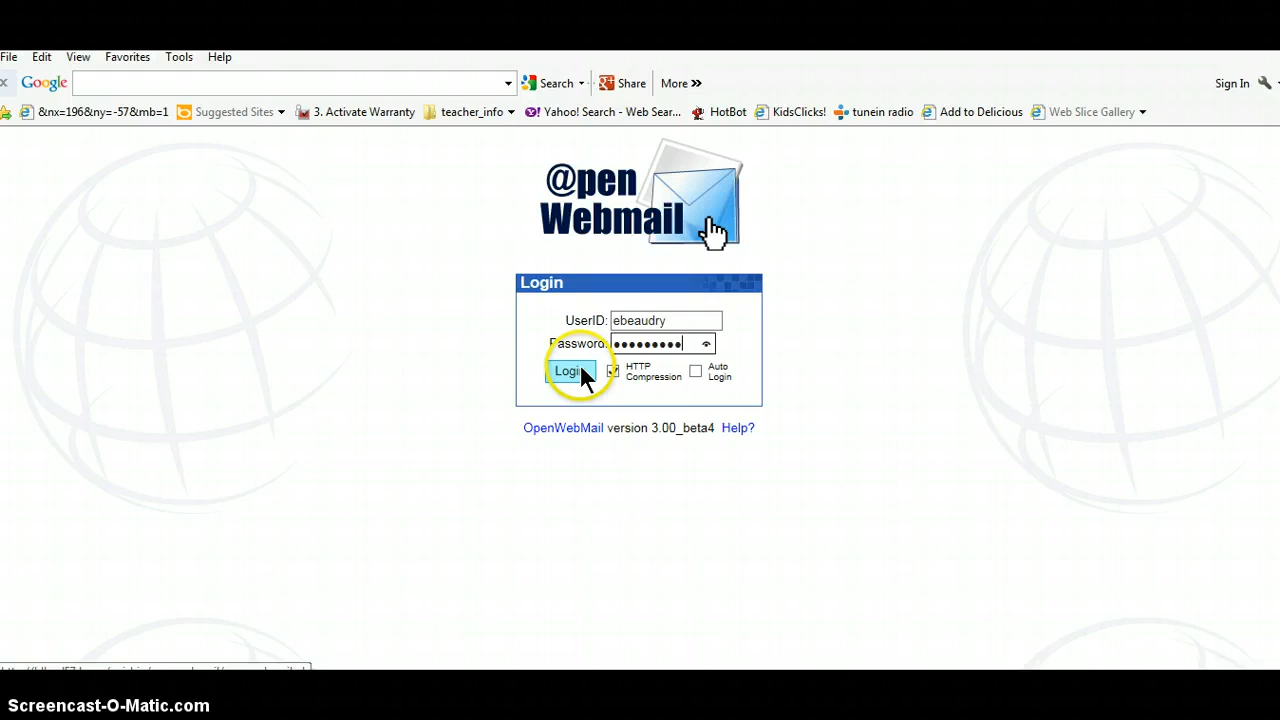 File Edit View Favorites Tools Help
x Google Search Share More » Sign In
&nx=196&ny=-57&mb=1 Suggested Sites 3. Activate Warranty teacher_info Yahoo! Search - Web Sear... HotBot KidsClicks! tunein radio Add to Delicious Web Slice Gallery
@pen
Webmail
Login
UserID: ebeaudry
Password: •••••••••
Login HTTP Compression Auto Login
OpenWebMail version 3.00_beta4 Help?
Screencast-O-Matic.com